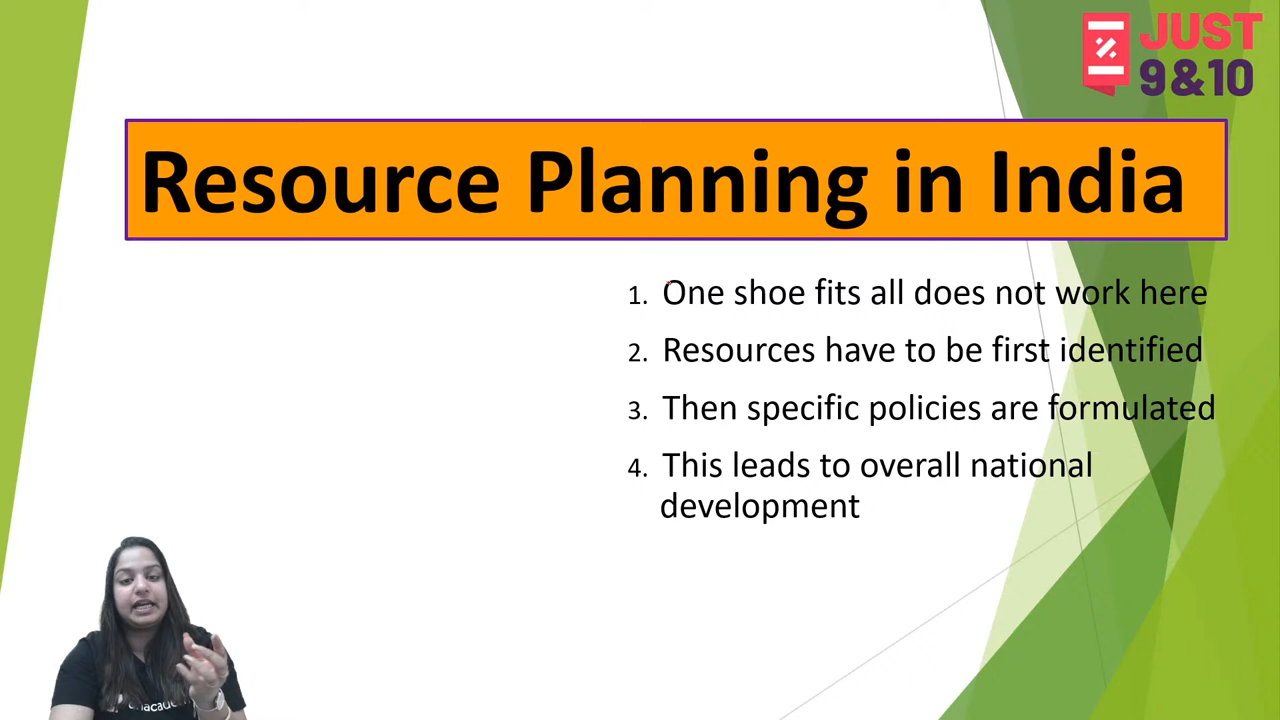 JUST
9&10
Resource Planning in India
1. One shoe fits all does not work here
2. Resources have to be first identified
3. Then specific policies are formulated
4. This leads to overall national
development